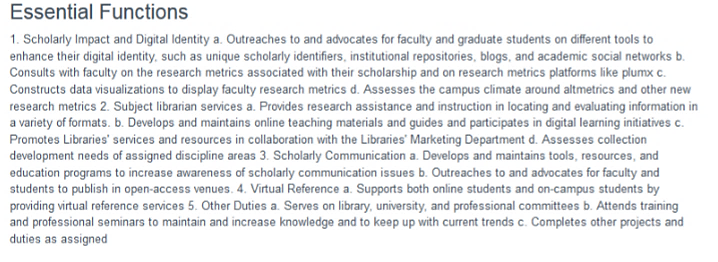 Essential Functions
1. Scholarly Impact and Digital Identity a. Outreaches to and advocates for faculty and graduate students on different tools to
enhance their digital identity, such as unique scholarly identifiers, institutional repositories, blogs, and academic social networks b.
Consults with faculty on the research metrics associated with their scholarship and on research metrics platforms like plumx c.
Constructs data visualizations to display faculty research metrics d. Assesses the campus climate around altmetrics and other new
research metrics 2. Subject librarian services a. Provides research assistance and instruction in locating and evaluating information in
a variety of formats. b. Develops and maintains online teaching materials and guides and participates in digital learning initiatives c.
Promotes Libraries' services and resources in collaboration with the Libraries' Marketing Department d. Assesses collection
development needs of assigned discipline areas 3. Scholarly Communication a. Develops and maintains tools, resources, and
education programs to increase awareness of scholarly communication issues b. Outreaches to and advocates for faculty and
students to publish in open-access venues. 4. Virtual Reference a. Supports both online students and on-campus students by
providing virtual reference services 5. Other Duties a. Serves on library, university, and professional committees b. Attends training
and professional seminars to maintain and increase knowledge and to keep up with current trends c. Completes other projects and
duties as assigned